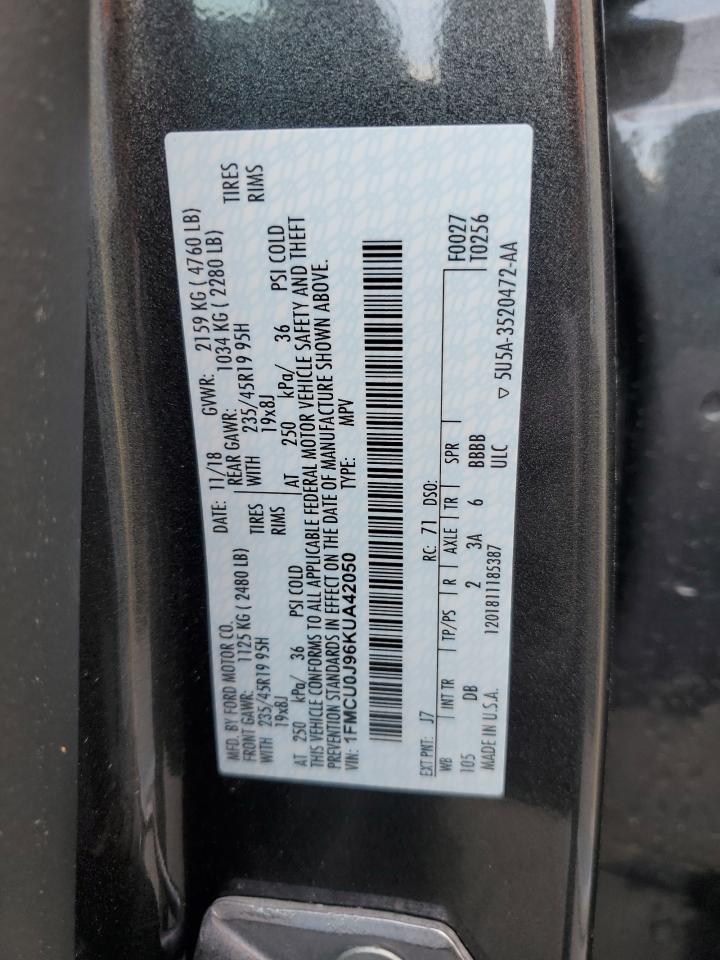 MFD. BY FORD MOTOR CO. DATE: 11/18 GVWR: 2159 KG ( 4760 LB)
FRONT GAWR: 1125 KG ( 2480 LB) REAR GAWR: 1034 KG ( 2280 LB)
WITH 235/45R19 95H TIRES WITH 235/45R19 95H TIRES
19x8J RIMS 19x8J RIMS
AT 250 kPa/ 36 PSI COLD AT 250 kPa/ 36 PSI COLD
THIS VEHICLE CONFORMS TO ALL APPLICABLE FEDERAL MOTOR VEHICLE SAFETY AND THEFT
PREVENTION STANDARDS IN EFFECT ON THE DATE OF MANUFACTURE SHOWN ABOVE.
VIN: 1FMCU0J96KUA42050 TYPE: MPV
EXT PNT: J7 RC: 71 DSO: F0027
WB INT TR TP/PS R AXLE TR SPR T0256
105 DB 2 3A 6 BBBB
MADE IN U.S.A. 1201811185387 ULC ▽ 5U5A-3520472-AA